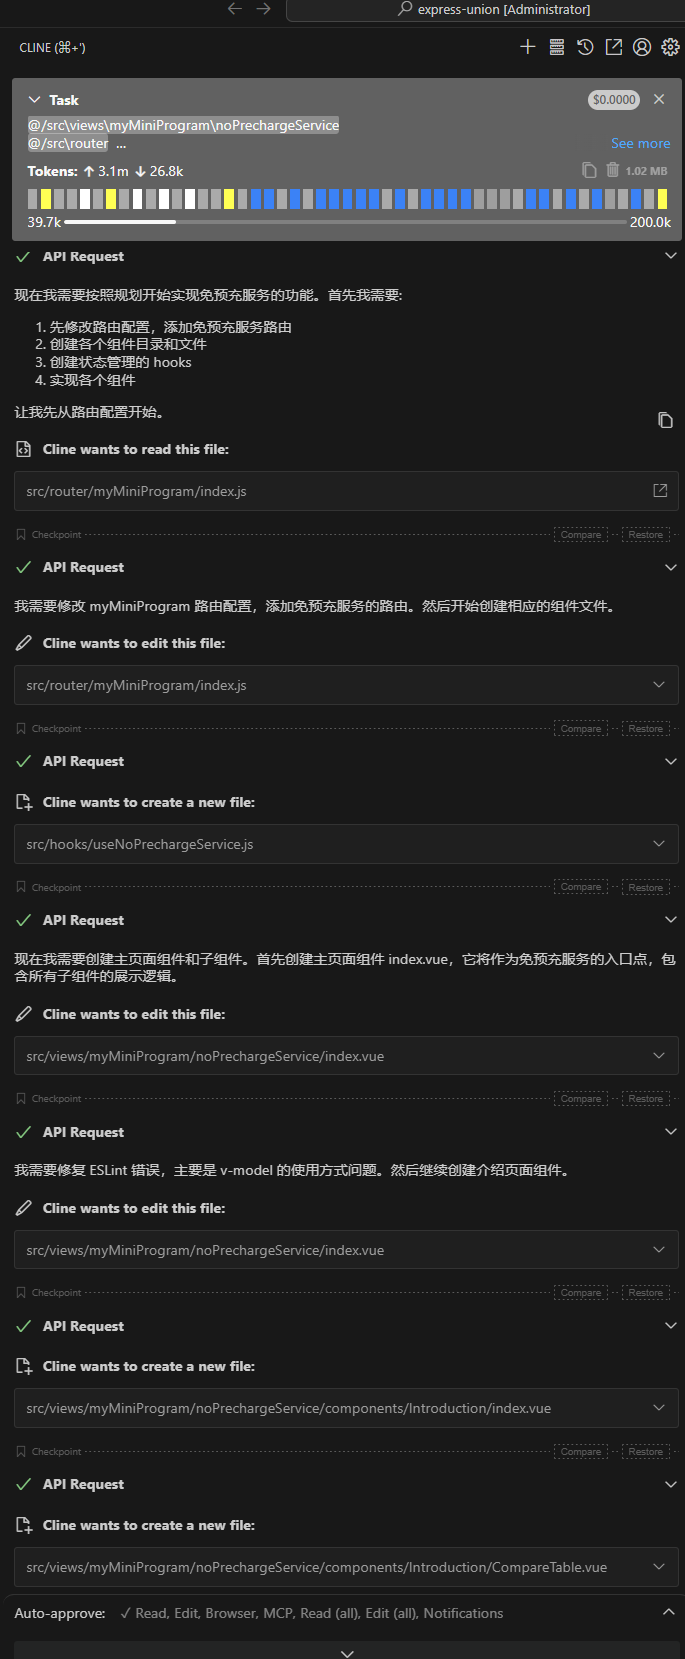 express-union [Administrator]
CLINE (⌘+')
Task
$0.0000
@/src\views\myMiniProgram\noPrechargeService
@/src\router ...
See more
Tokens: ↑ 3.1m ↓ 26.8k
1.02 MB
39.7k
200.0k
API Request
现在我需要按照规划开始实现免预充服务的功能。首先我需要:
1. 先修改路由配置，添加免预充服务路由
2. 创建各个组件目录和文件
3. 创建状态管理的 hooks
4. 实现各个组件
让我先从路由配置开始。
Cline wants to read this file:
src/router/myMiniProgram/index.js
Checkpoint
Compare
Restore
API Request
我需要修改 myMiniProgram 路由配置，添加免预充服务的路由。然后开始创建相应的组件文件。
Cline wants to edit this file:
src/router/myMiniProgram/index.js
Checkpoint
Compare
Restore
API Request
Cline wants to create a new file:
src/hooks/useNoPrechargeService.js
Checkpoint
Compare
Restore
API Request
现在我需要创建主页面组件和子组件。首先创建主页面组件 index.vue，它将作为免预充服务的入口点，包
含所有子组件的展示逻辑。
Cline wants to edit this file:
src/views/myMiniProgram/noPrechargeService/index.vue
Checkpoint
Compare
Restore
API Request
我需要修复 ESLint 错误，主要是 v-model 的使用方式问题。然后继续创建介绍页面组件。
Cline wants to edit this file:
src/views/myMiniProgram/noPrechargeService/index.vue
Checkpoint
Compare
Restore
API Request
Cline wants to create a new file:
src/views/myMiniProgram/noPrechargeService/components/Introduction/index.vue
Checkpoint
Compare
Restore
API Request
Cline wants to create a new file:
src/views/myMiniProgram/noPrechargeService/components/Introduction/CompareTable.vue
Auto-approve: ✓ Read, Edit, Browser, MCP, Read (all), Edit (all), Notifications